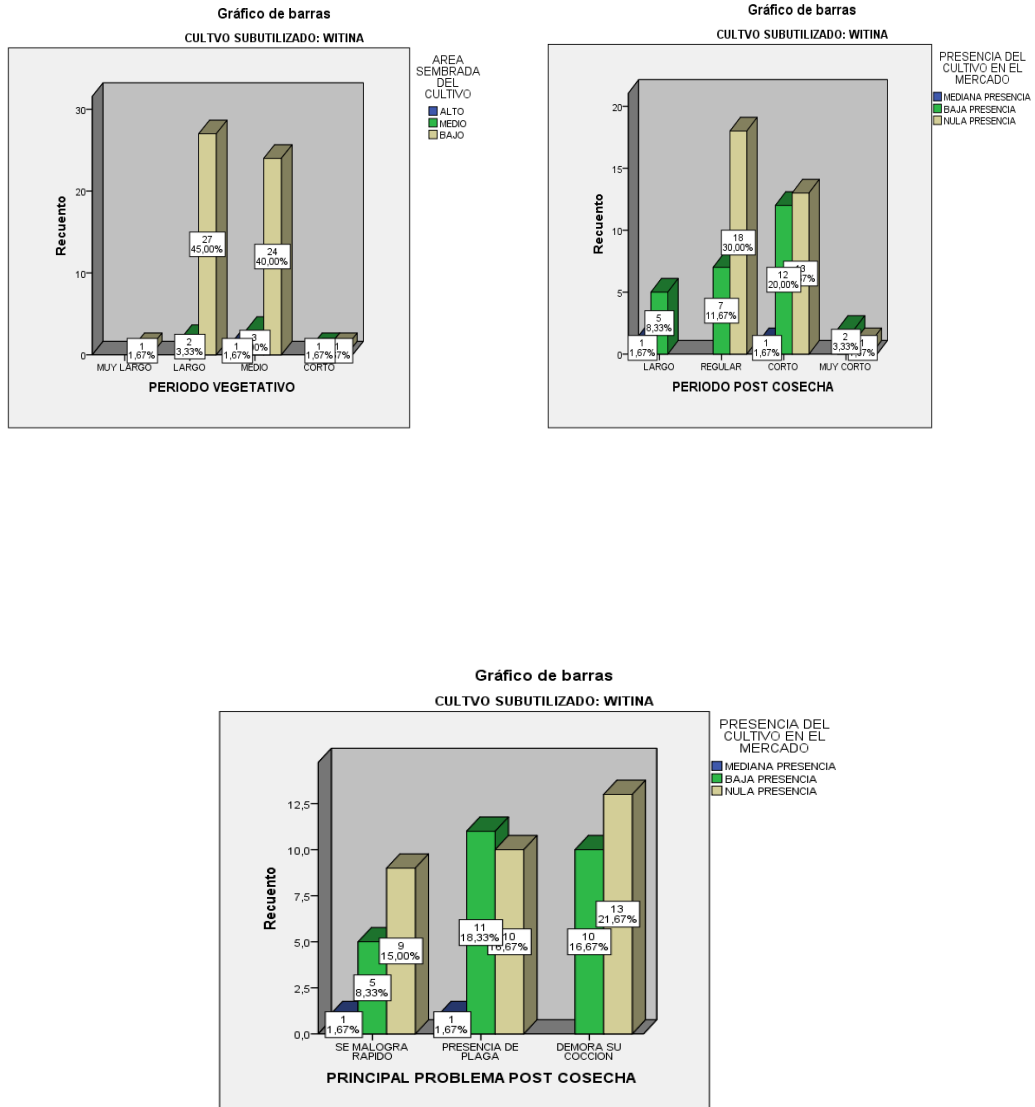 Gráfico de barras
CULTVO SUBUTILIZADO: WITINA
AREA
SEMBRADA
DEL
CULTIVO
ALTO
MEDIO
BAJO
Recuento
30
20
10
0
27
45,00%
24
40,00%
1
1,67%
2
3,33%
1
1,67%
3
1
1,67%
MUY LARGO LARGO MEDIO CORTO
PERIODO VEGETATIVO
Gráfico de barras
CULTVO SUBUTILIZADO: WITINA
PRESENCIA DEL
CULTIVO EN EL
MERCADO
MEDIANA PRESENCIA
BAJA PRESENCIA
NULA PRESENCIA
Recuento
20
15
10
5
0
18
30,00%
12
20,00%
7
11,67%
5
8,33%
1
1,67%
1
1,67%
2
3,33%
1
LARGO REGULAR CORTO MUY CORTO
PERIODO POST COSECHA
Gráfico de barras
CULTVO SUBUTILIZADO: WITINA
PRESENCIA DEL
CULTIVO EN EL
MERCADO
MEDIANA PRESENCIA
BAJA PRESENCIA
NULA PRESENCIA
Recuento
12,5
10,0
7,5
5,0
2,5
0,0
13
21,67%
11
18,33%
10
10
16,67%
9
15,00%
5
8,33%
1
1,67%
1
1,67%
SE MALOGRA RAPIDO
PRESENCIA DE PLAGA
DEMORA SU COCCION
PRINCIPAL PROBLEMA POST COSECHA